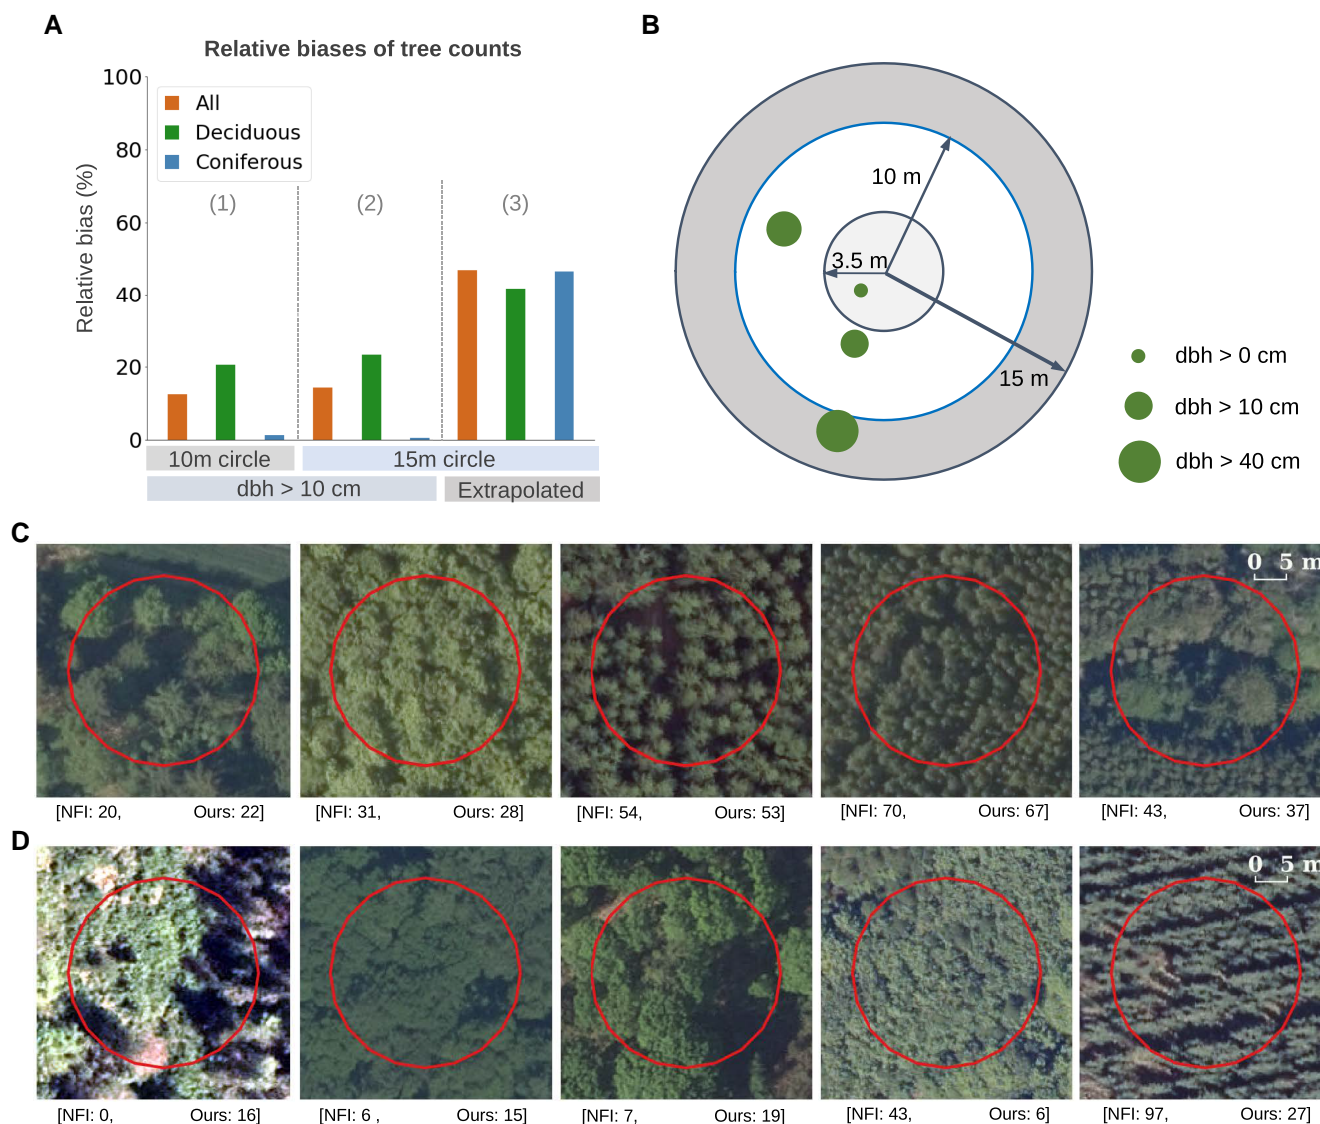 A
Relative biases of tree counts
Relative bias (%)
100
80
60
40
20
0
All
Deciduous
Coniferous
(1)
(2)
(3)
10m circle
15m circle
dbh > 10 cm
Extrapolated
B
10 m
3.5 m
15 m
dbh > 0 cm
dbh > 10 cm
dbh > 40 cm
C
0 5 m
[NFI: 20, Ours: 22]
[NFI: 31, Ours: 28]
[NFI: 54, Ours: 53]
[NFI: 70, Ours: 67]
[NFI: 43, Ours: 37]
D
0 5 m
[NFI: 0, Ours: 16]
[NFI: 6 , Ours: 15]
[NFI: 7, Ours: 19]
[NFI: 43, Ours: 6]
[NFI: 97, Ours: 27]